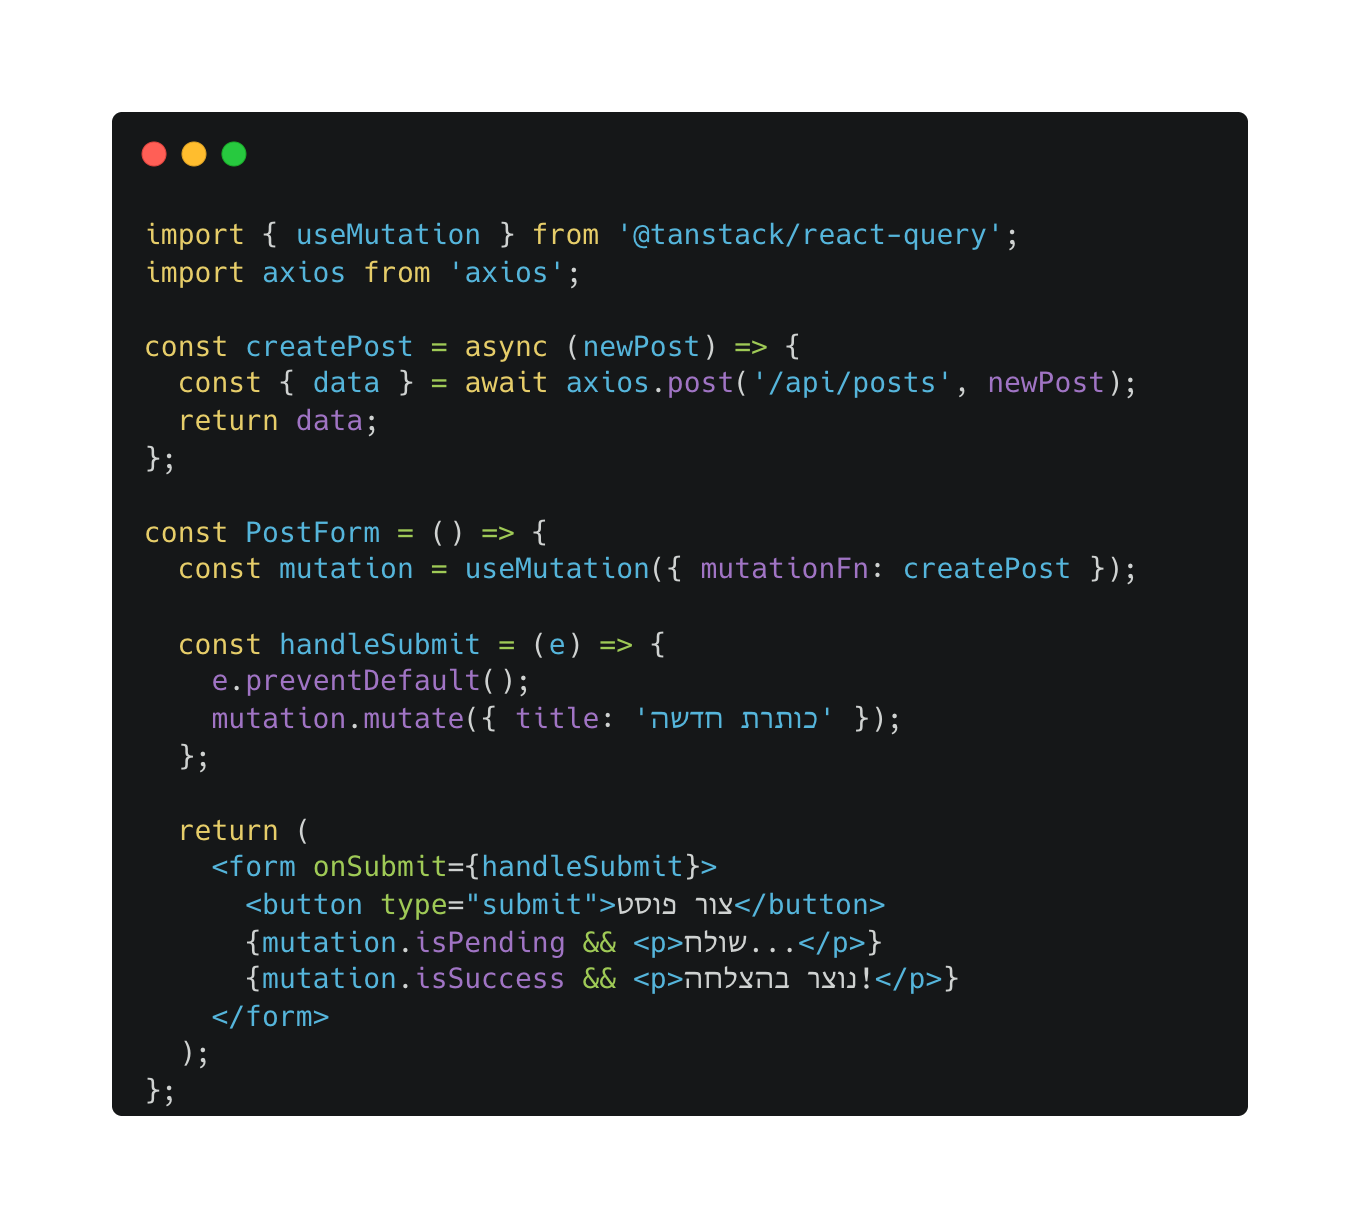 import { useMutation } from '@tanstack/react-query';
import axios from 'axios';

const createPost = async (newPost) => {
  const { data } = await axios.post('/api/posts', newPost);
  return data;
};

const PostForm = () => {
  const mutation = useMutation({ mutationFn: createPost });

  const handleSubmit = (e) => {
    e.preventDefault();
    mutation.mutate({ title: 'כותרת חדשה' });
  };

  return (
    <form onSubmit={handleSubmit}>
      <button type="submit">צור פוסט</button>
      {mutation.isPending && <p>שולח...</p>}
      {mutation.isSuccess && <p>נוצר בהצלחה!</p>}
    </form>
  );
};